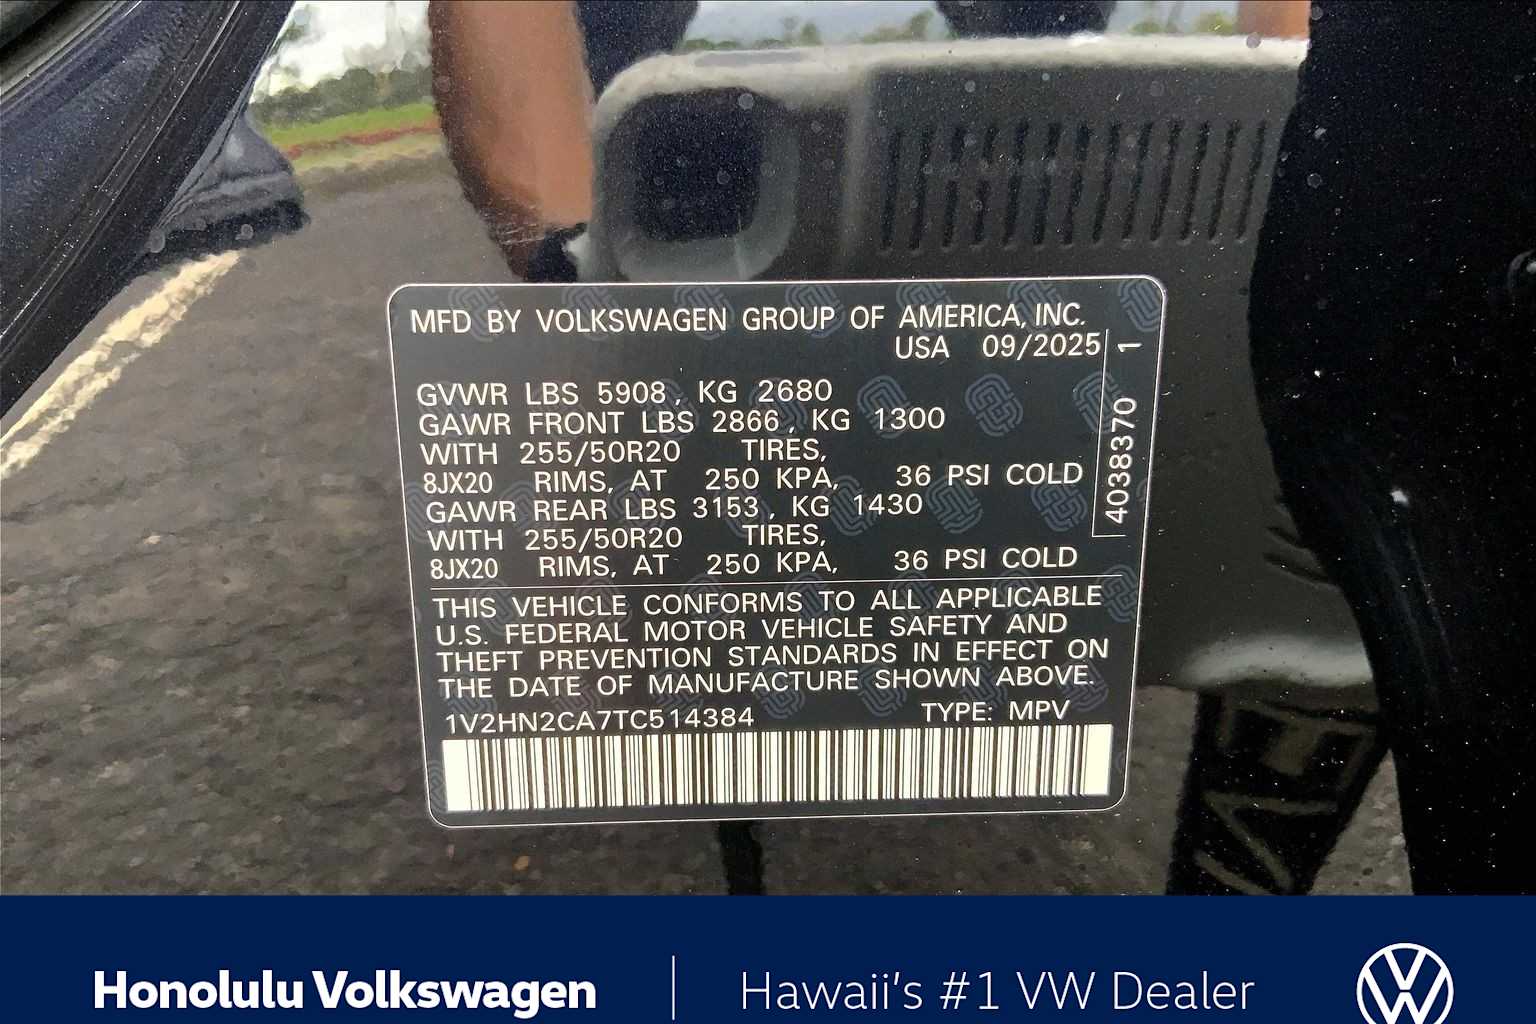 MFD BY VOLKSWAGEN GROUP OF AMERICA, INC.
USA 09/2025
GVWR LBS 5908, KG 2680
GAWR FRONT LBS 2866, KG 1300
WITH 255/50R20 TIRES,
8JX20 RIMS, AT 250 KPA, 36 PSI COLD
GAWR REAR LBS 3153, KG 1430
WITH 255/50R20 TIRES,
8JX20 RIMS, AT 250 KPA, 36 PSI COLD
4038370 1
THIS VEHICLE CONFORMS TO ALL APPLICABLE
U.S. FEDERAL MOTOR VEHICLE SAFETY AND
THEFT PREVENTION STANDARDS IN EFFECT ON
THE DATE OF MANUFACTURE SHOWN ABOVE.
1V2HN2CA7TC514384 TYPE: MPV
Honolulu Volkswagen
Hawaii's #1 VW Dealer